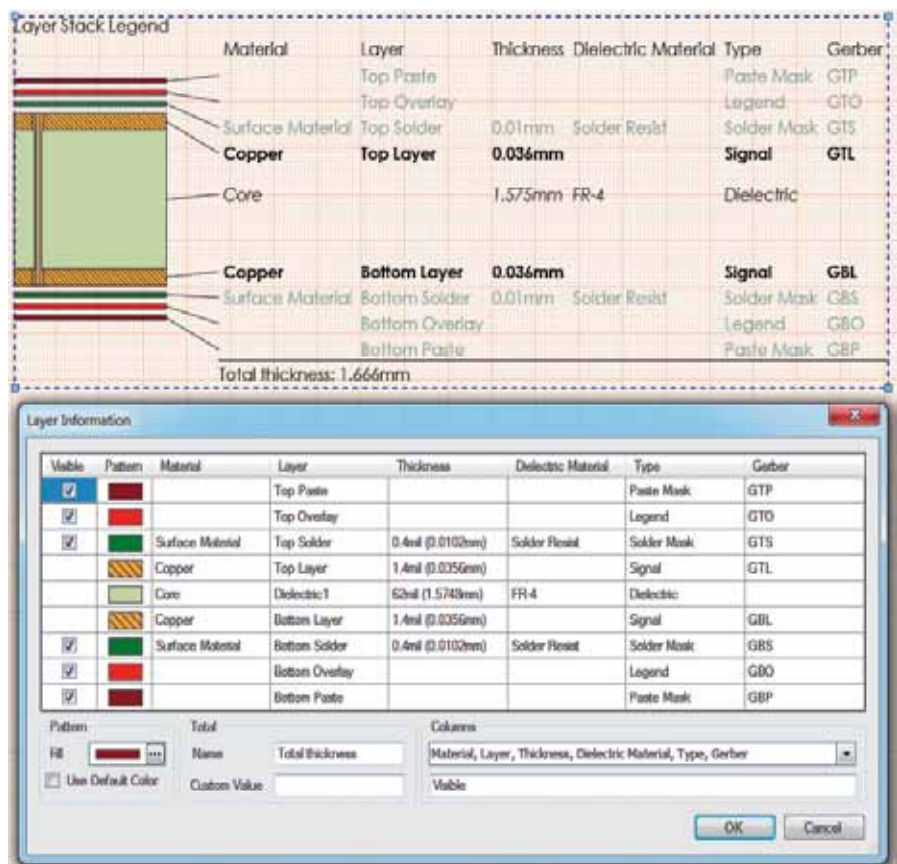 Layer Stack Legend
Material Layer Thickness Dielectric Material Type Gerber
Top Paste Paste Mask GTP
Top Overlay Legend GTO
Surface Material Top Solder 0.01mm Solder Resist Solder Mask GTS
Copper Top Layer 0.036mm Signal GTL
Core 1.575mm FR-4 Dielectric
Copper Bottom Layer 0.036mm Signal GBL
Surface Material Bottom Solder 0.01mm Solder Resist Solder Mask GBS
Bottom Overlay Legend GBO
Bottom Paste Paste Mask GBP
Total thickness: 1.666mm
Layer Information
Visible Pattern Material Layer Thickness Dielectric Material Type Gerber
Top Paste Paste Mask GTP
Top Overlay Legend GTO
Surface Material Top Solder 0.4mil (0.0102mm) Solder Resist Solder Mask GTS
Copper Top Layer 1.4mil (0.0356mm) Signal GTL
Core Dielectric1 62mil (1.5748mm) FR-4 Dielectric
Copper Bottom Layer 1.4mil (0.0356mm) Signal GBL
Surface Material Bottom Solder 0.4mil (0.0102mm) Solder Resist Solder Mask GBS
Bottom Overlay Legend GBO
Bottom Paste Paste Mask GBP
Pattern Total Columns
Fill ... Name Total thickness Material, Layer, Thickness, Dielectric Material, Type, Gerber
Use Default Color Custom Value Visible
OK Cancel